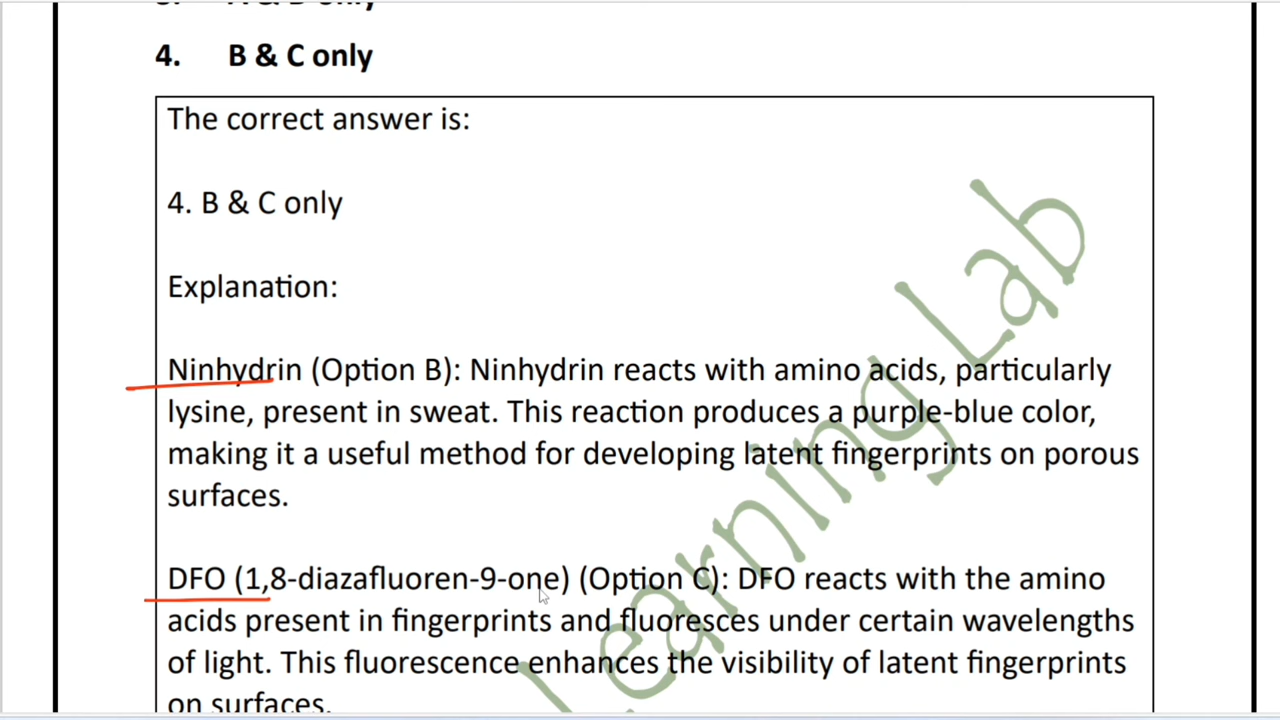 3. A & B only
4. B & C only
The correct answer is:
4. B & C only
Explanation:
Ninhydrin (Option B): Ninhydrin reacts with amino acids, particularly
lysine, present in sweat. This reaction produces a purple-blue color,
making it a useful method for developing latent fingerprints on porous
surfaces.
DFO (1,8-diazafluoren-9-one) (Option C): DFO reacts with the amino
acids present in fingerprints and fluoresces under certain wavelengths
of light. This fluorescence enhances the visibility of latent fingerprints
on surfaces.
Learning Lab